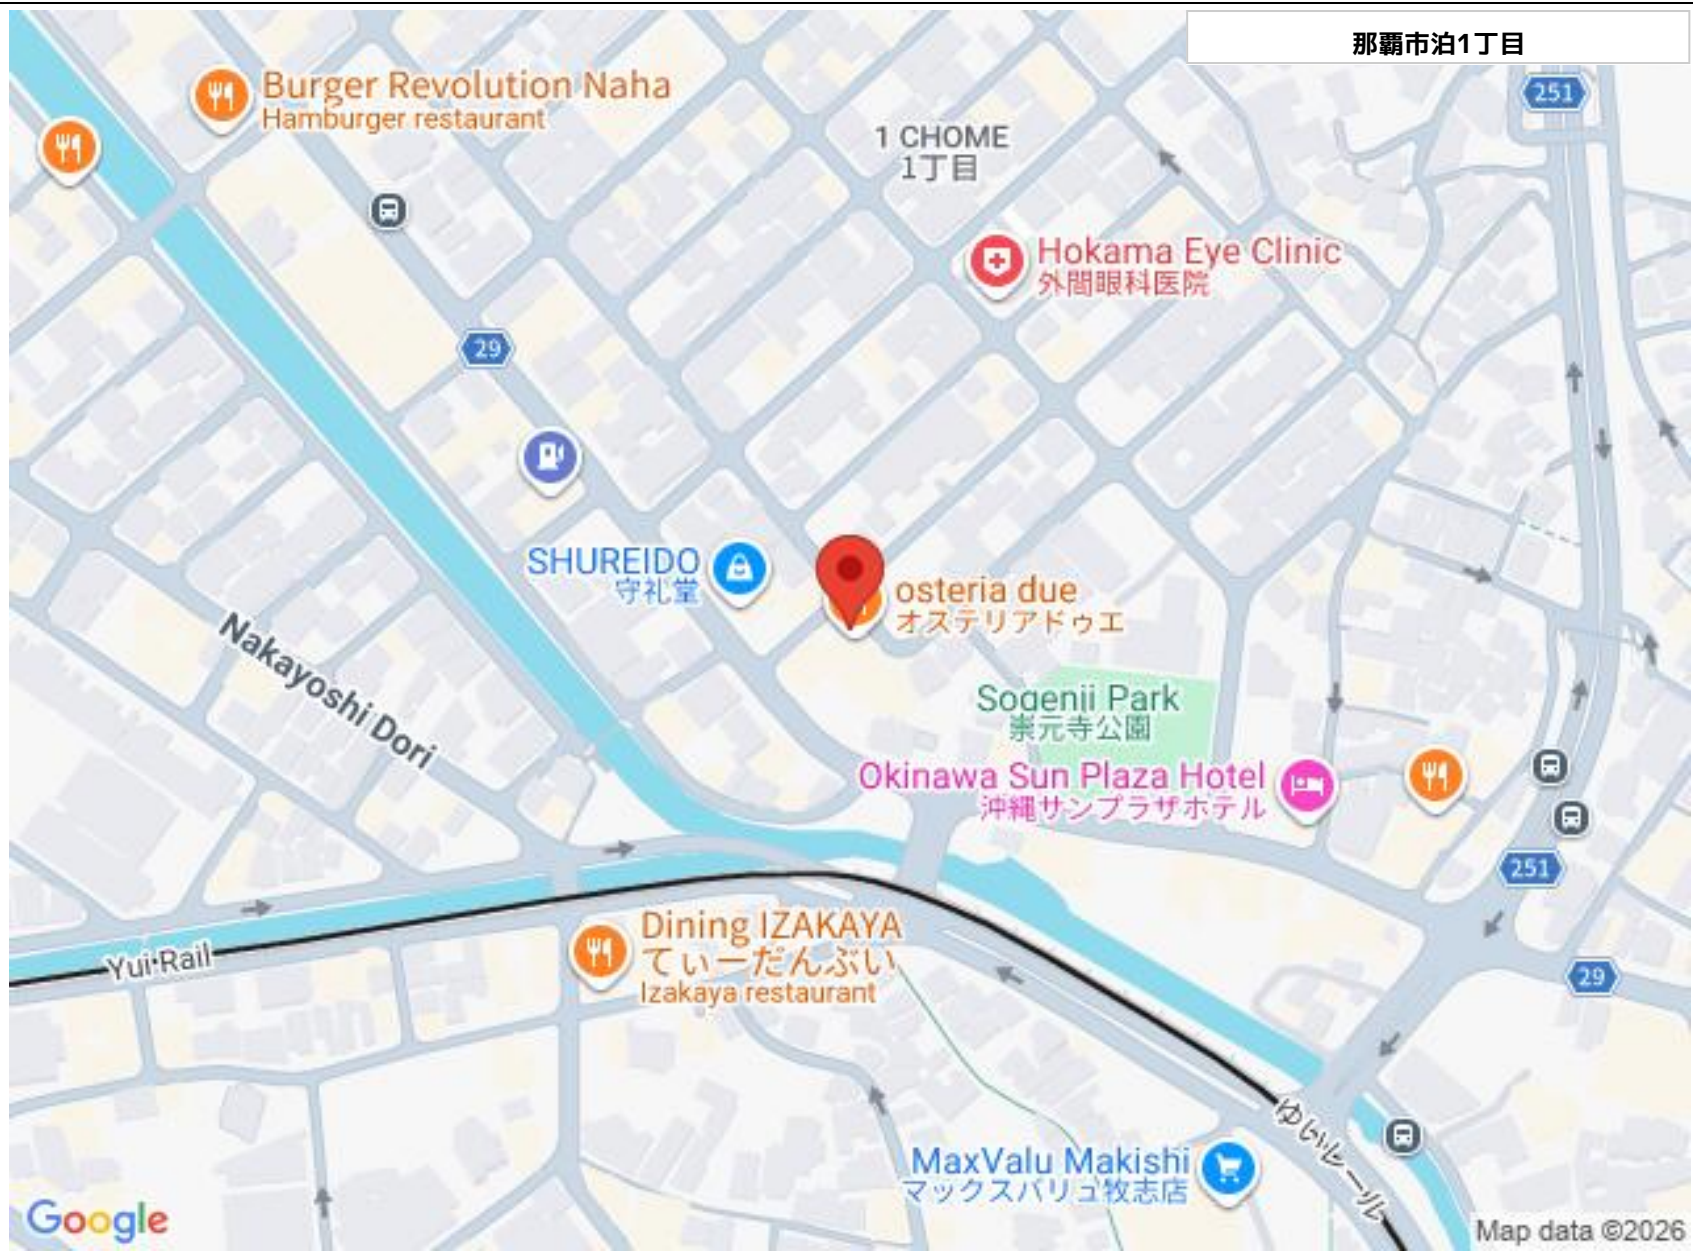 那覇市泊1丁目
251
Burger Revolution Naha
Hamburger restaurant
1 CHOME
1丁目
Hokama Eye Clinic
外間眼科医院
29
SHUREIDO
守礼堂
osteria due
オステリアドゥエ
Nakayoshi Dori
Sogenji Park
崇元寺公園
Okinawa Sun Plaza Hotel
沖縄サンプラザホテル
251
Dining IZAKAYA
てぃーだんぶい
Izakaya restaurant
Yui Rail
29
ゆいレール
MaxValu Makishi
マックスバリュ牧志店
Google
Map data ©2026